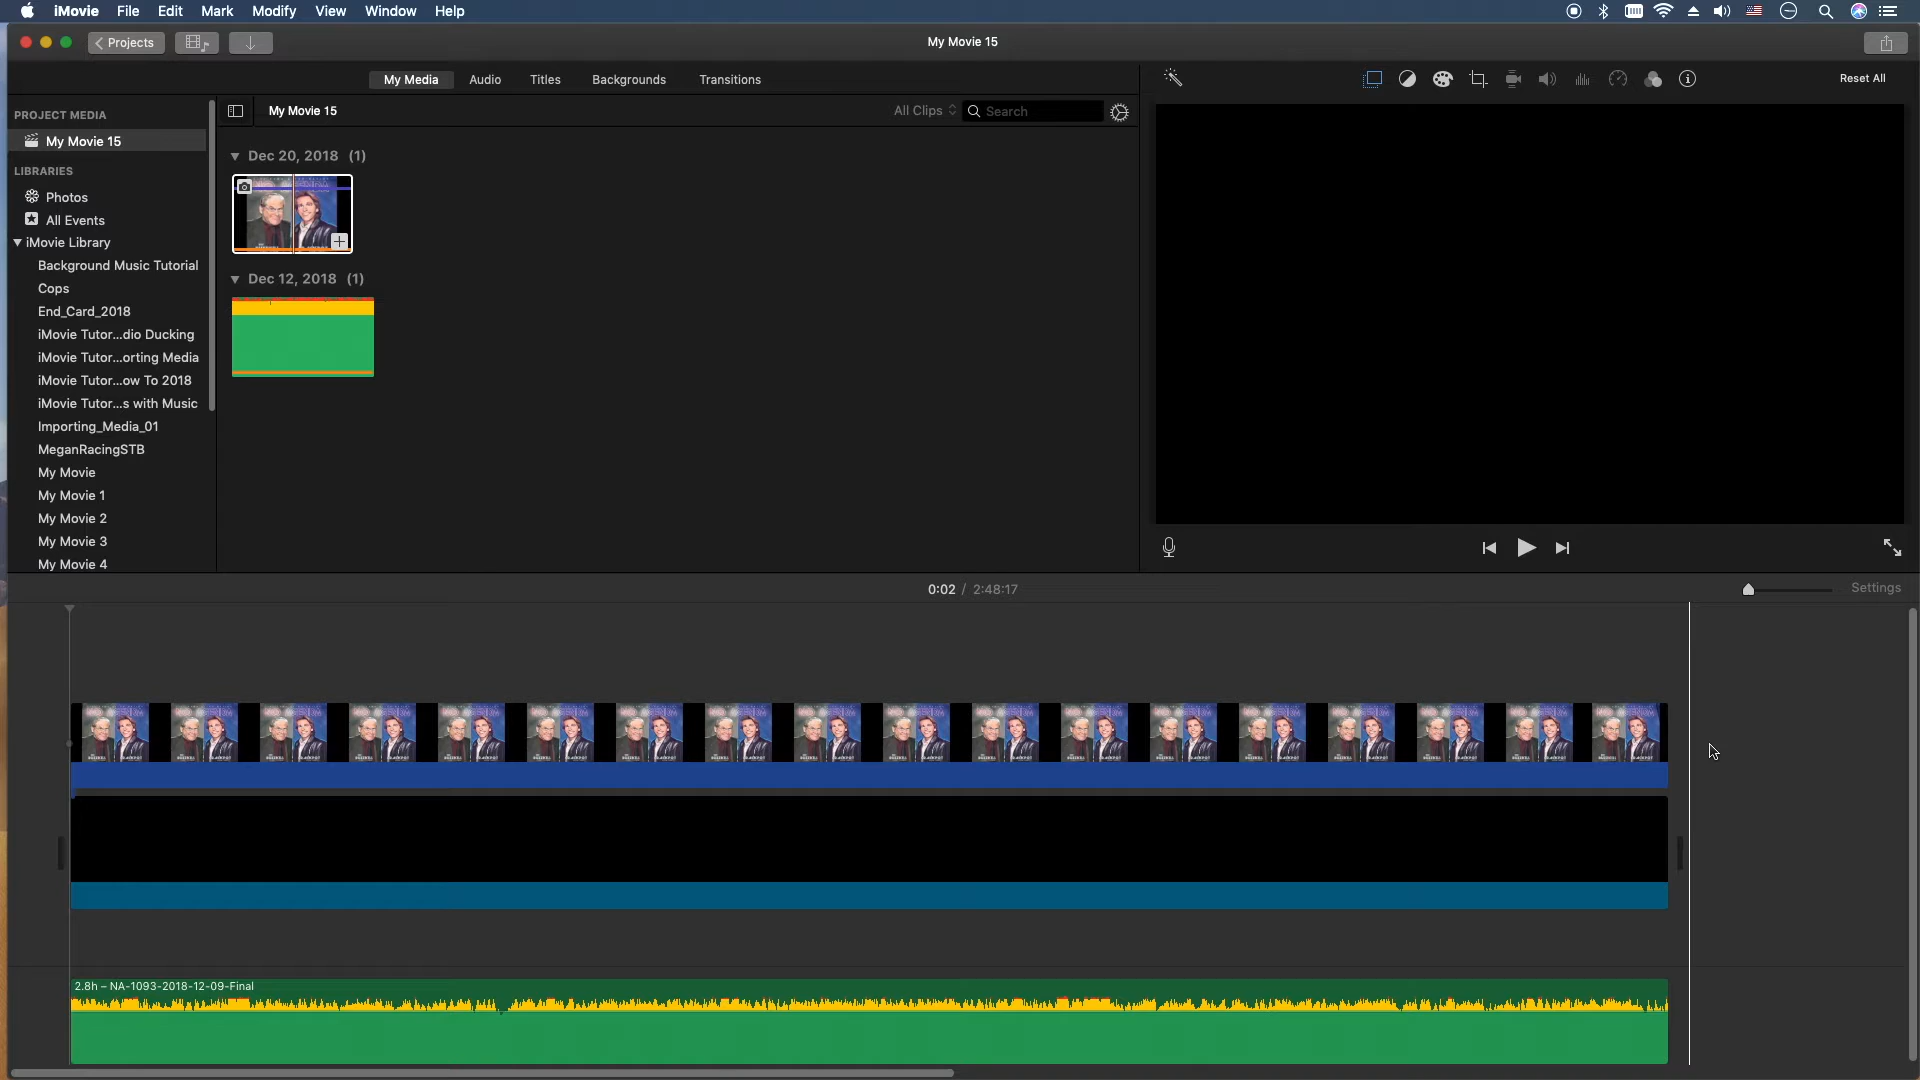 iMovie File Edit Mark Modify View Window Help
Projects
My Movie 15
My Media Audio Titles Backgrounds Transitions
Reset All
PROJECT MEDIA
My Movie 15
LIBRARIES
Photos
All Events
iMovie Library
Background Music Tutorial
Cops
End_Card_2018
iMovie Tutor...dio Ducking
iMovie Tutor...orting Media
iMovie Tutor...ow To 2018
iMovie Tutor...s with Music
Importing_Media_01
MeganRacingSTB
My Movie
My Movie 1
My Movie 2
My Movie 3
My Movie 4
My Movie 15
All Clips
Search
Dec 20, 2018 (1)
Dec 12, 2018 (1)
0:02 / 2:48:17
Settings
2.8h – NA-1093-2018-12-09-Final